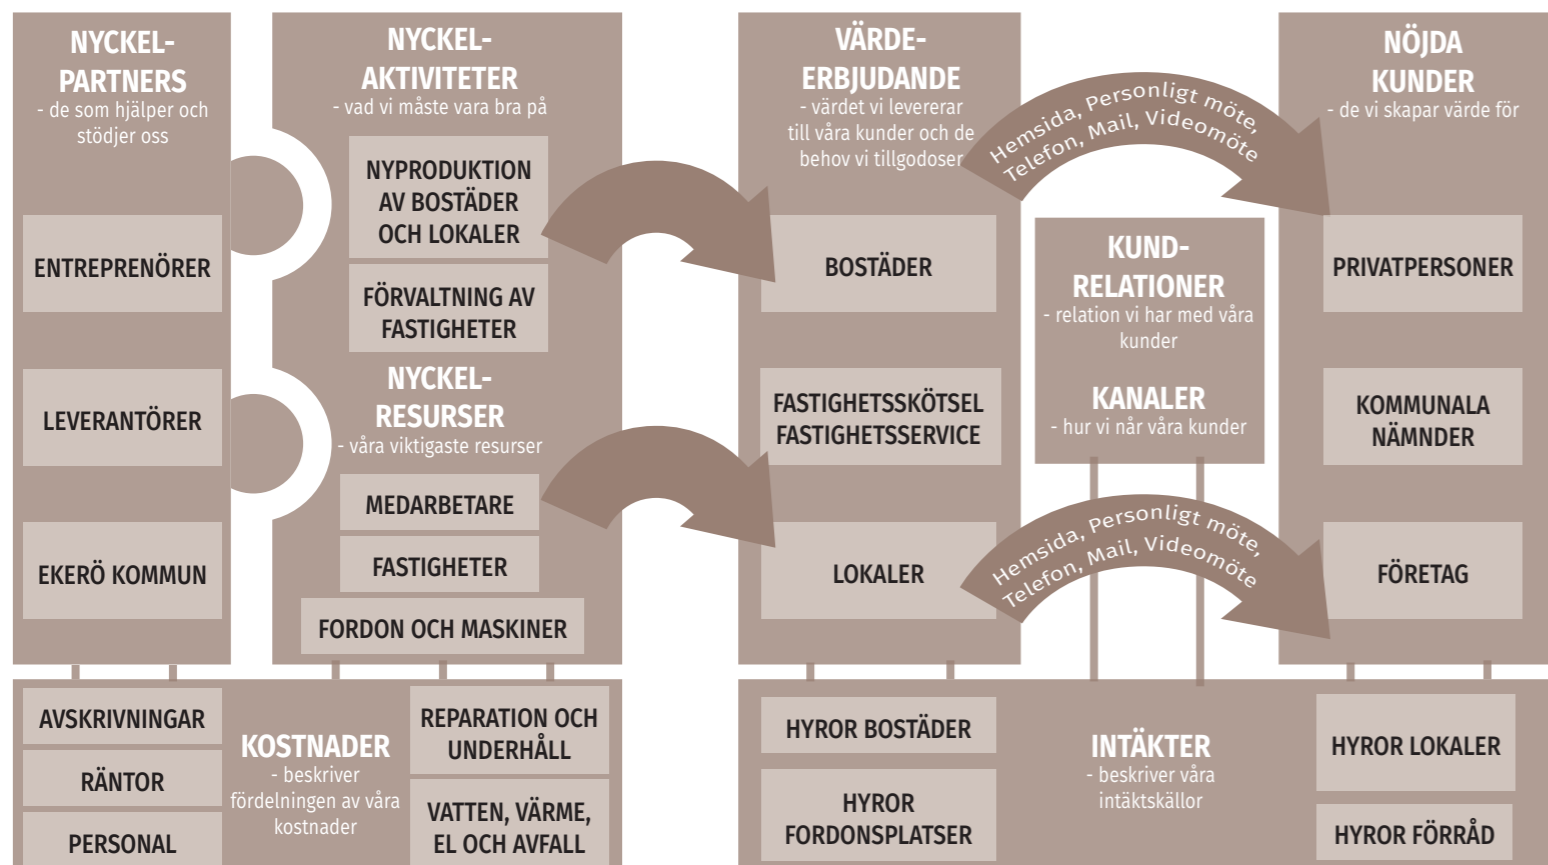 NYCKEL-
PARTNERS
- de som hjälper och
stödjer oss
ENTREPRENÖRER
LEVERANTÖRER
EKERÖ KOMMUN
NYCKEL-
AKTIVITETER
- vad vi måste vara bra på
NYPRODUKTION
AV BOSTÄDER
OCH LOKALER
FÖRVALTNING AV
FASTIGHETER
NYCKEL-
RESURSER
- våra viktigaste resurser
MEDARBETARE
FASTIGHETER
FORDON OCH MASKINER
VÄRDE-
ERBJUDANDE
- värdet vi levererar
till våra kunder och de
behov vi tillgodoser
BOSTÄDER
FASTIGHETSSKÖTSEL
FASTIGHETSSERVICE
LOKALER
Hemsida, Personligt möte,
Telefon, Mail, Videomöte
KUND-
RELATIONER
- relation vi har med våra
kunder
KANALER
- hur vi når våra kunder
Hemsida, Personligt möte,
Telefon, Mail, Videomöte
NÖJDA
KUNDER
- de vi skapar värde för
PRIVATPERSONER
KOMMUNALA
NÄMNDER
FÖRETAG
AVSKRIVNINGAR
RÄNTOR
PERSONAL
KOSTNADER
- beskriver
fördelningen av våra
kostnader
REPARATION OCH
UNDERHÅLL
VATTEN, VÄRME,
EL OCH AVFALL
HYROR BOSTÄDER
HYROR
FORDONSPLATSER
INTÄKTER
- beskriver våra
intäktskällor
HYROR LOKALER
HYROR FÖRRÅD